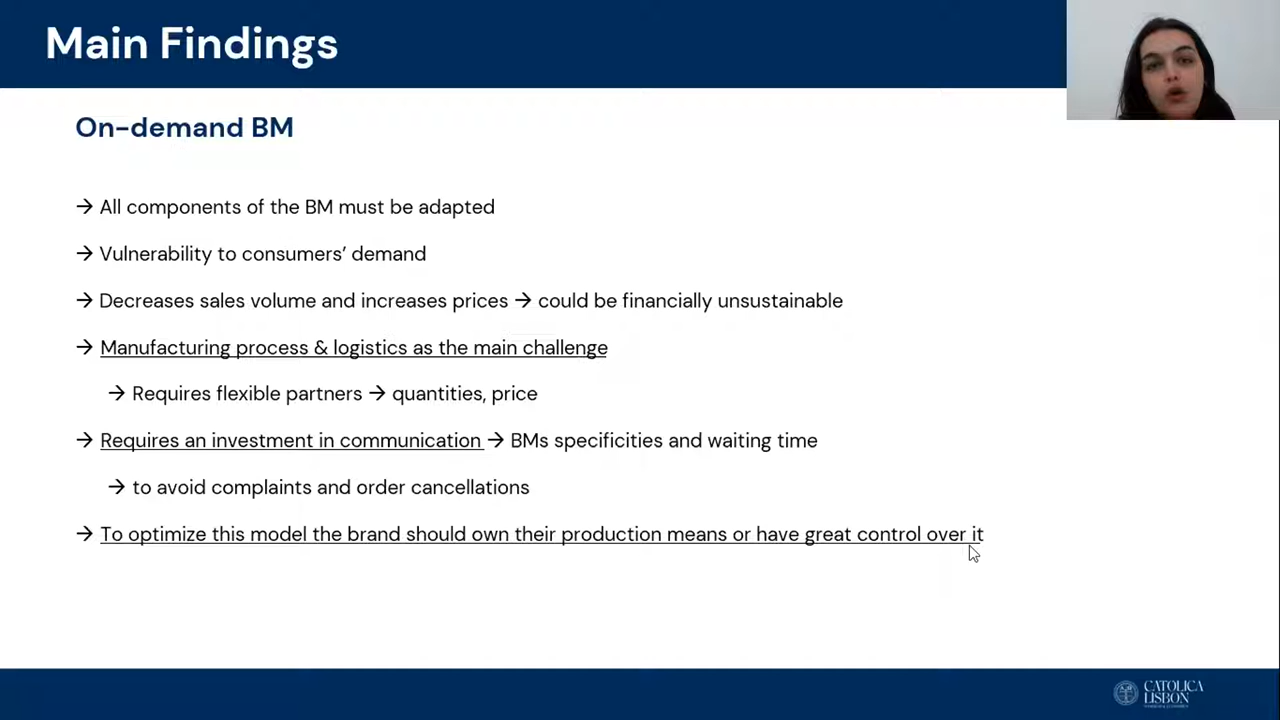 Main Findings
On-demand BM
→ All components of the BM must be adapted
→ Vulnerability to consumers’ demand
→ Decreases sales volume and increases prices → could be financially unsustainable
→ Manufacturing process & logistics as the main challenge
→ Requires flexible partners → quantities, price
→ Requires an investment in communication → BMs specificities and waiting time
→ to avoid complaints and order cancellations
→ To optimize this model the brand should own their production means or have great control over it
CATOLICA
LISBON